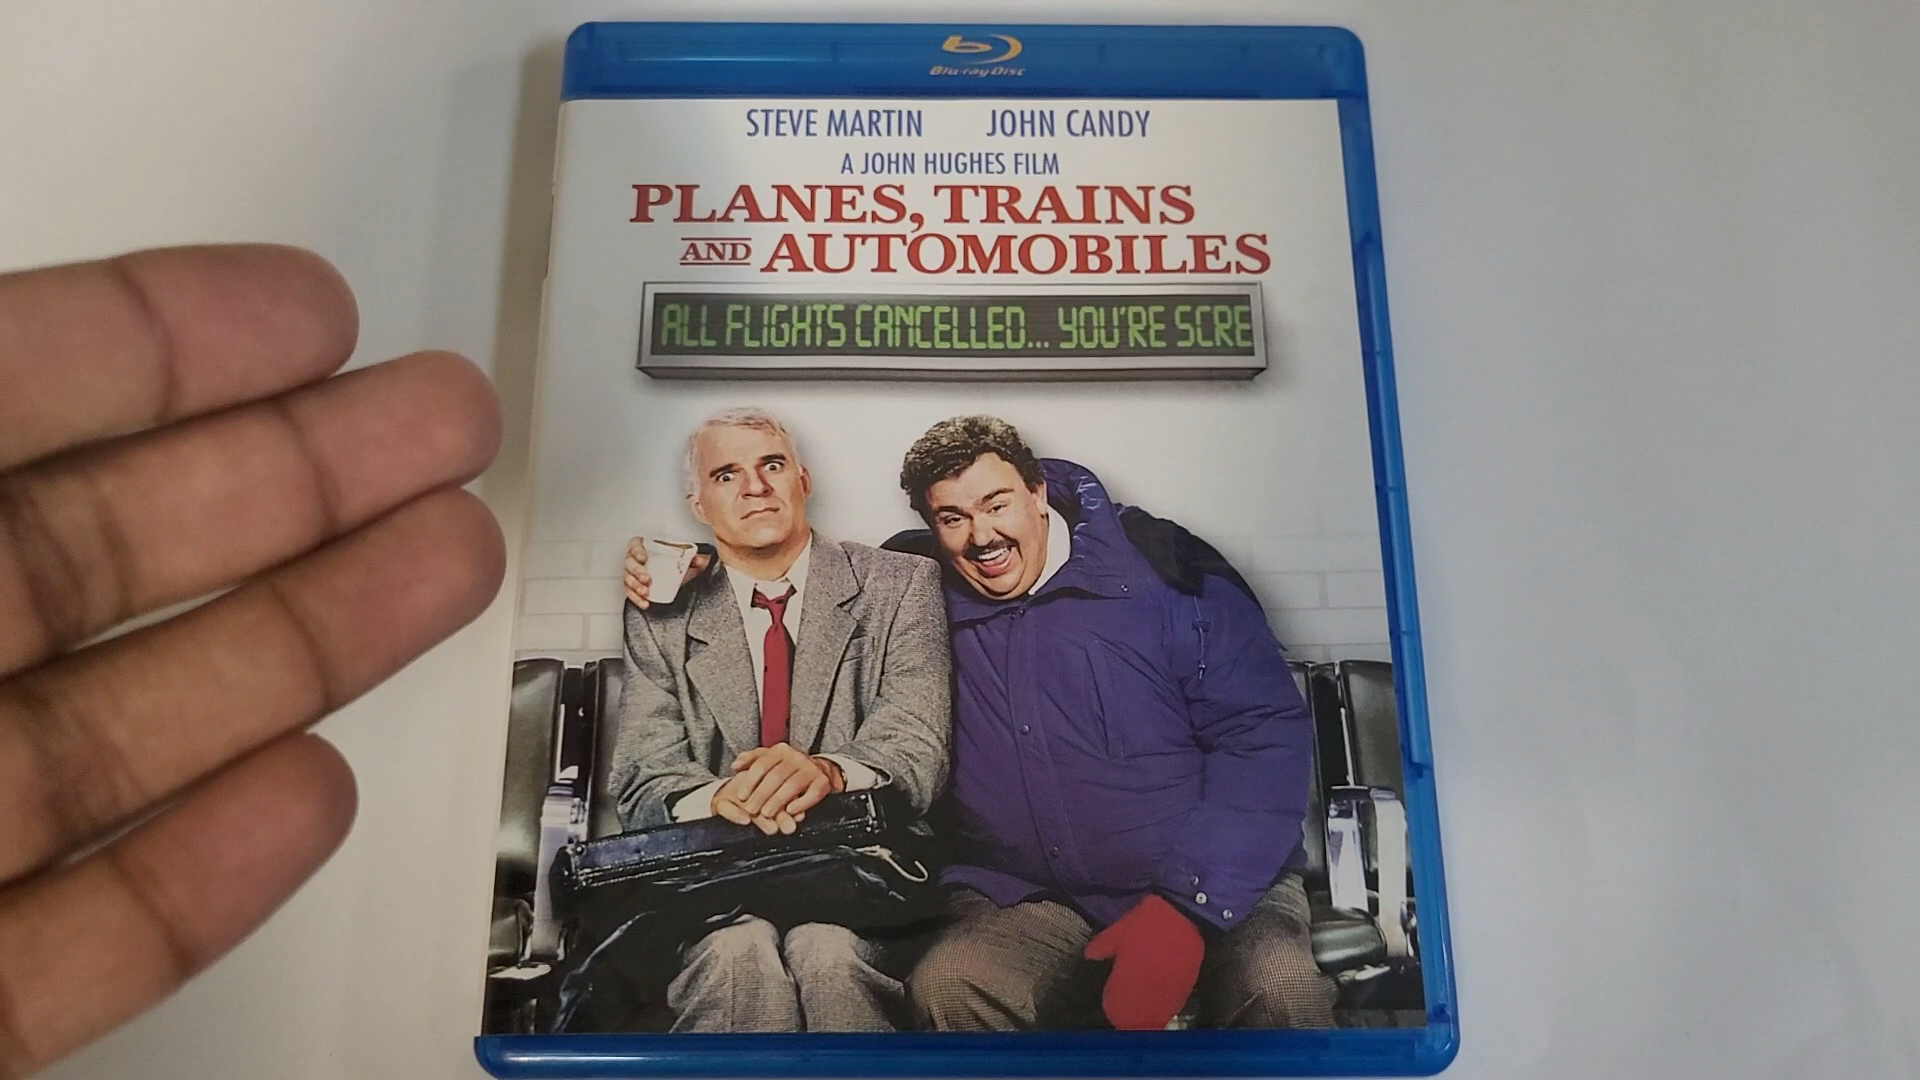 Blu-ray Disc
STEVE MARTIN JOHN CANDY
A JOHN HUGHES FILM
PLANES, TRAINS
AND AUTOMOBILES
ALL FLIGHTS CANCELLED... YOU'RE SCRE